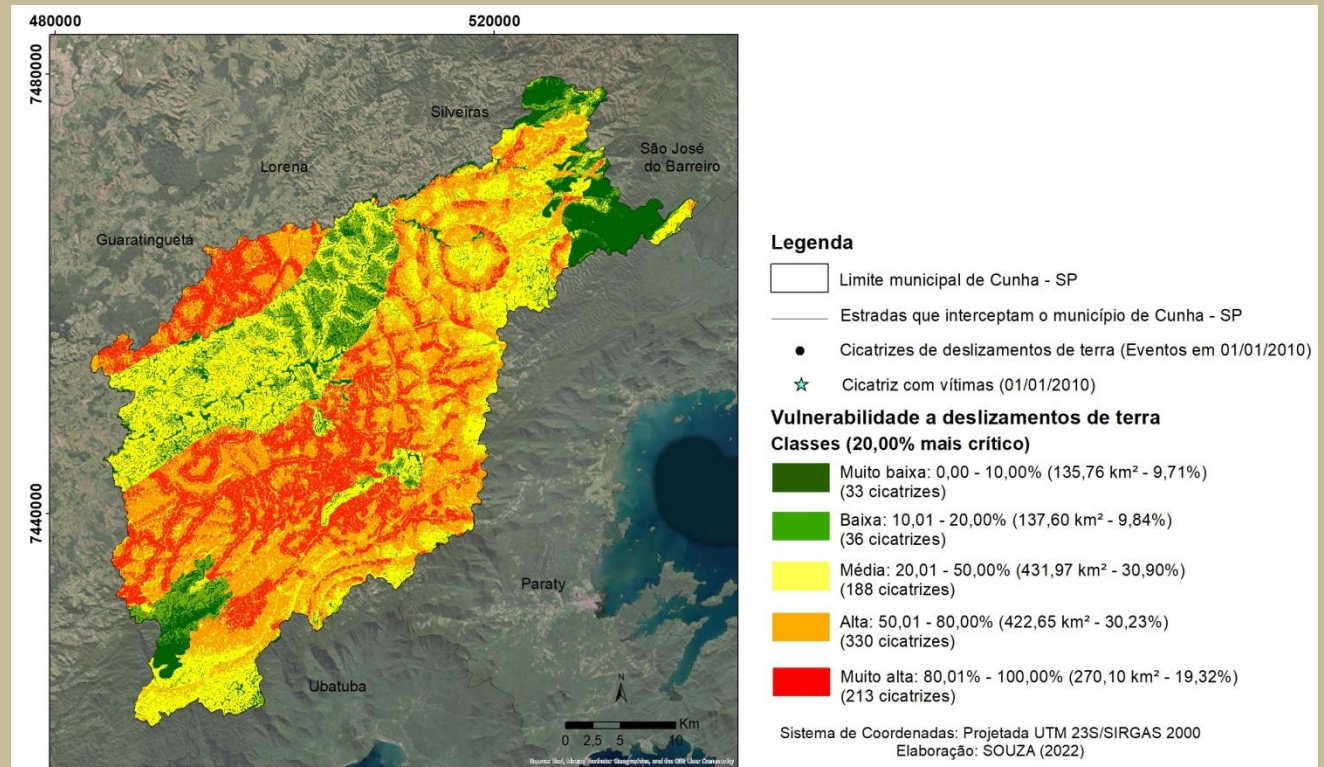 480000
520000
7480000
7440000
Silveiras
São José
do Barreiro
Lorena
Guaratinguetá
Paraty
Ubatuba
N
Km
0 2,5 5 10
Legenda
Limite municipal de Cunha - SP
Estradas que interceptam o município de Cunha - SP
Cicatrizes de deslizamentos de terra (Eventos em 01/01/2010)
Cicatriz com vítimas (01/01/2010)
Vulnerabilidade a deslizamentos de terra
Classes (20,00% mais crítico)
Muito baixa: 0,00 - 10,00% (135,76 km² - 9,71%)
(33 cicatrizes)
Baixa: 10,01 - 20,00% (137,60 km² - 9,84%)
(36 cicatrizes)
Média: 20,01 - 50,00% (431,97 km² - 30,90%)
(188 cicatrizes)
Alta: 50,01 - 80,00% (422,65 km² - 30,23%)
(330 cicatrizes)
Muito alta: 80,01% - 100,00% (270,10 km² - 19,32%)
(213 cicatrizes)
Sistema de Coordenadas: Projetada UTM 23S/SIRGAS 2000
Elaboração: SOUZA (2022)